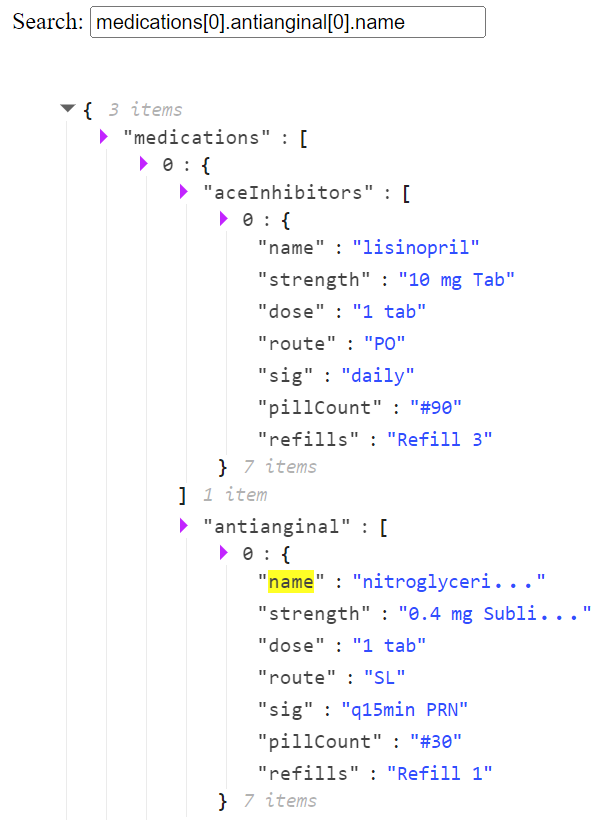 Search: medications[0].antianginal[0].name
{ 3 items
"medications" : [
0 : {
"aceInhibitors" : [
0 : {
"name" : "lisinopril"
"strength" : "10 mg Tab"
"dose" : "1 tab"
"route" : "PO"
"sig" : "daily"
"pillCount" : "#90"
"refills" : "Refill 3"
} 7 items
] 1 item
"antianginal" : [
0 : {
"name" : "nitroglyceri..."
"strength" : "0.4 mg Subli..."
"dose" : "1 tab"
"route" : "SL"
"sig" : "q15min PRN"
"pillCount" : "#30"
"refills" : "Refill 1"
} 7 items